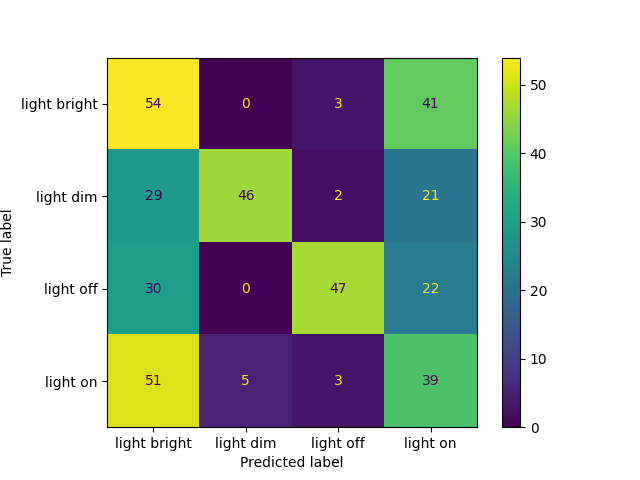 True label
light bright 54 0 3 41
light dim 29 46 2 21
light off 30 0 47 22
light on 51 5 3 39
light bright light dim light off light on
Predicted label
50
40
30
20
10
0